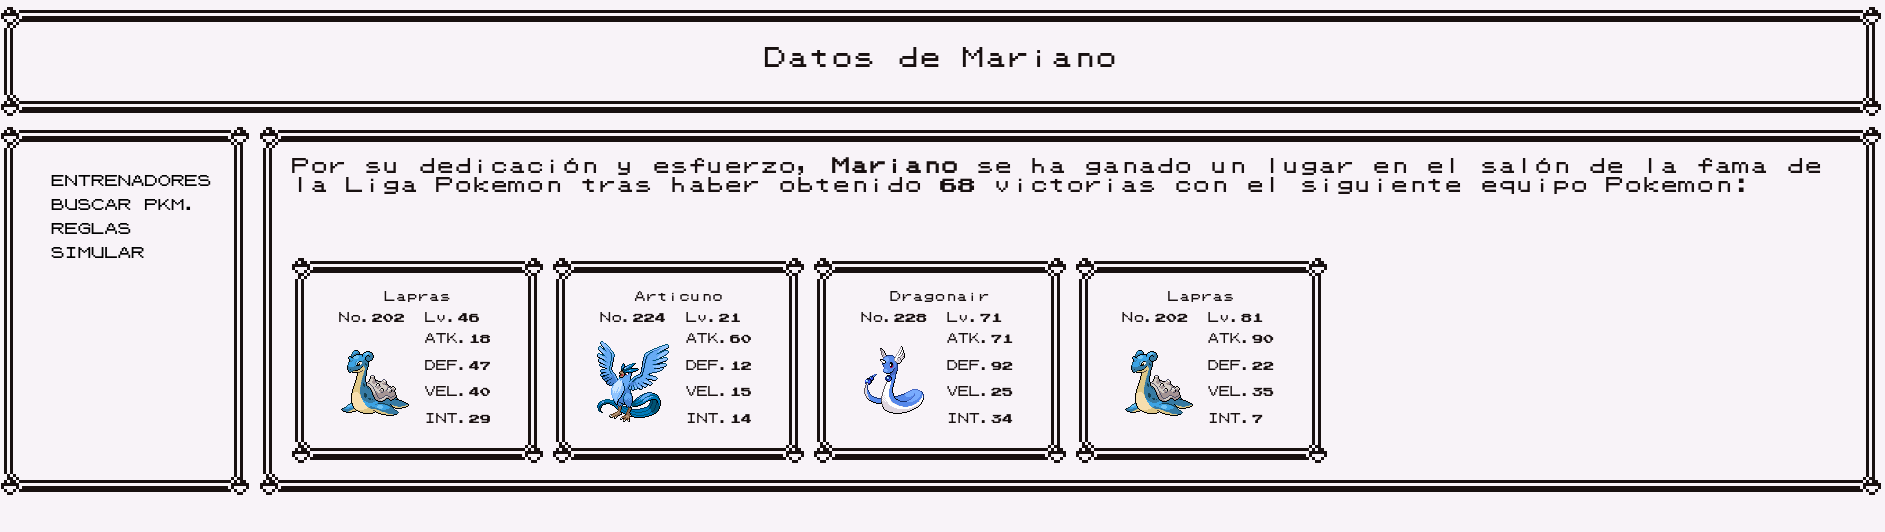 Datos de Mariano
ENTRENADORES
BUSCAR PKM.
REGLAS
SIMULAR
Por su dedicación y esfuerzo, Mariano se ha ganado un lugar en el salón de la fama de
la Liga Pokemon tras haber obtenido 68 victorias con el siguiente equipo Pokemon:
Lapras
No.202 Lv.46
ATK.18
DEF.47
VEL.40
INT.29
Articuno
No.224 Lv.21
ATK.60
DEF.12
VEL.15
INT.14
Dragonair
No.228 Lv.71
ATK.71
DEF.92
VEL.25
INT.34
Lapras
No.202 Lv.81
ATK.90
DEF.22
VEL.35
INT.7